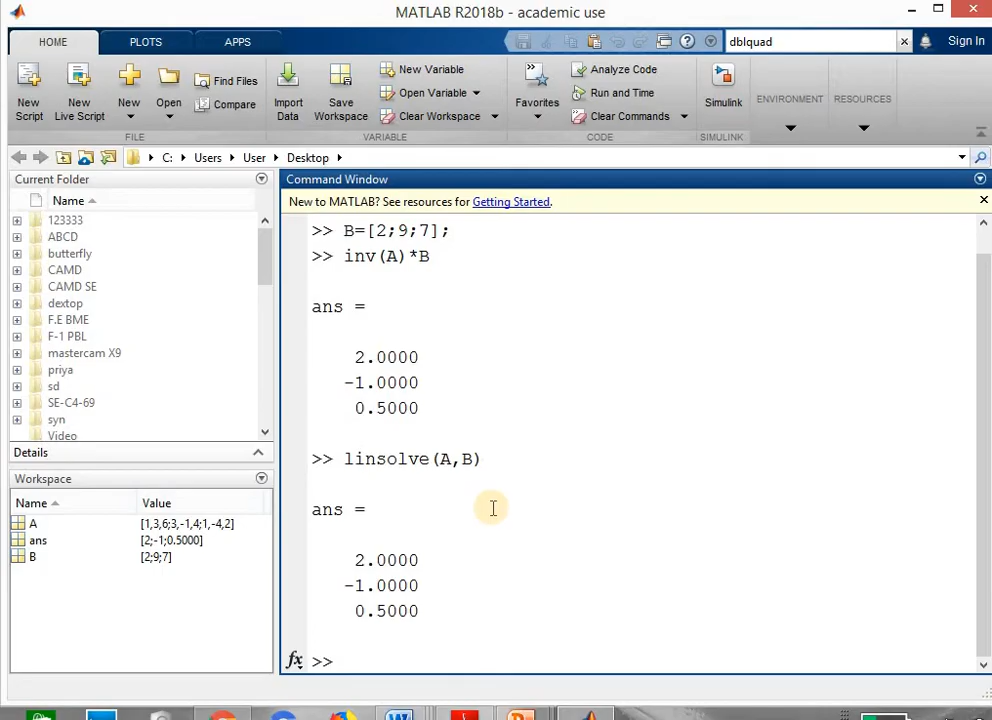 MATLAB R2018b - academic use
HOME PLOTS APPS dblquad Sign In
New Script New Live Script New Open Find Files Compare
Import Data Save Workspace New Variable Open Variable Clear Workspace
Favorites Analyze Code Run and Time Clear Commands
Simulink ENVIRONMENT RESOURCES
FILE VARIABLE CODE SIMULINK
C: Users User Desktop
Current Folder
Name
123333
ABCD
butterfly
CAMD
CAMD SE
dextop
F.E BME
F-1 PBL
mastercam X9
priya
sd
SE-C4-69
syn
Video
Details
Workspace
Name Value
A [1,3,6;3,-1,4;1,-4,2]
ans [2;-1;0.5000]
B [2;9;7]
Command Window
New to MATLAB? See resources for Getting Started.
>> B=[2;9;7];
>> inv(A)*B
ans =
2.0000
-1.0000
0.5000
>> linsolve(A,B)
ans =
2.0000
-1.0000
0.5000
fx >>